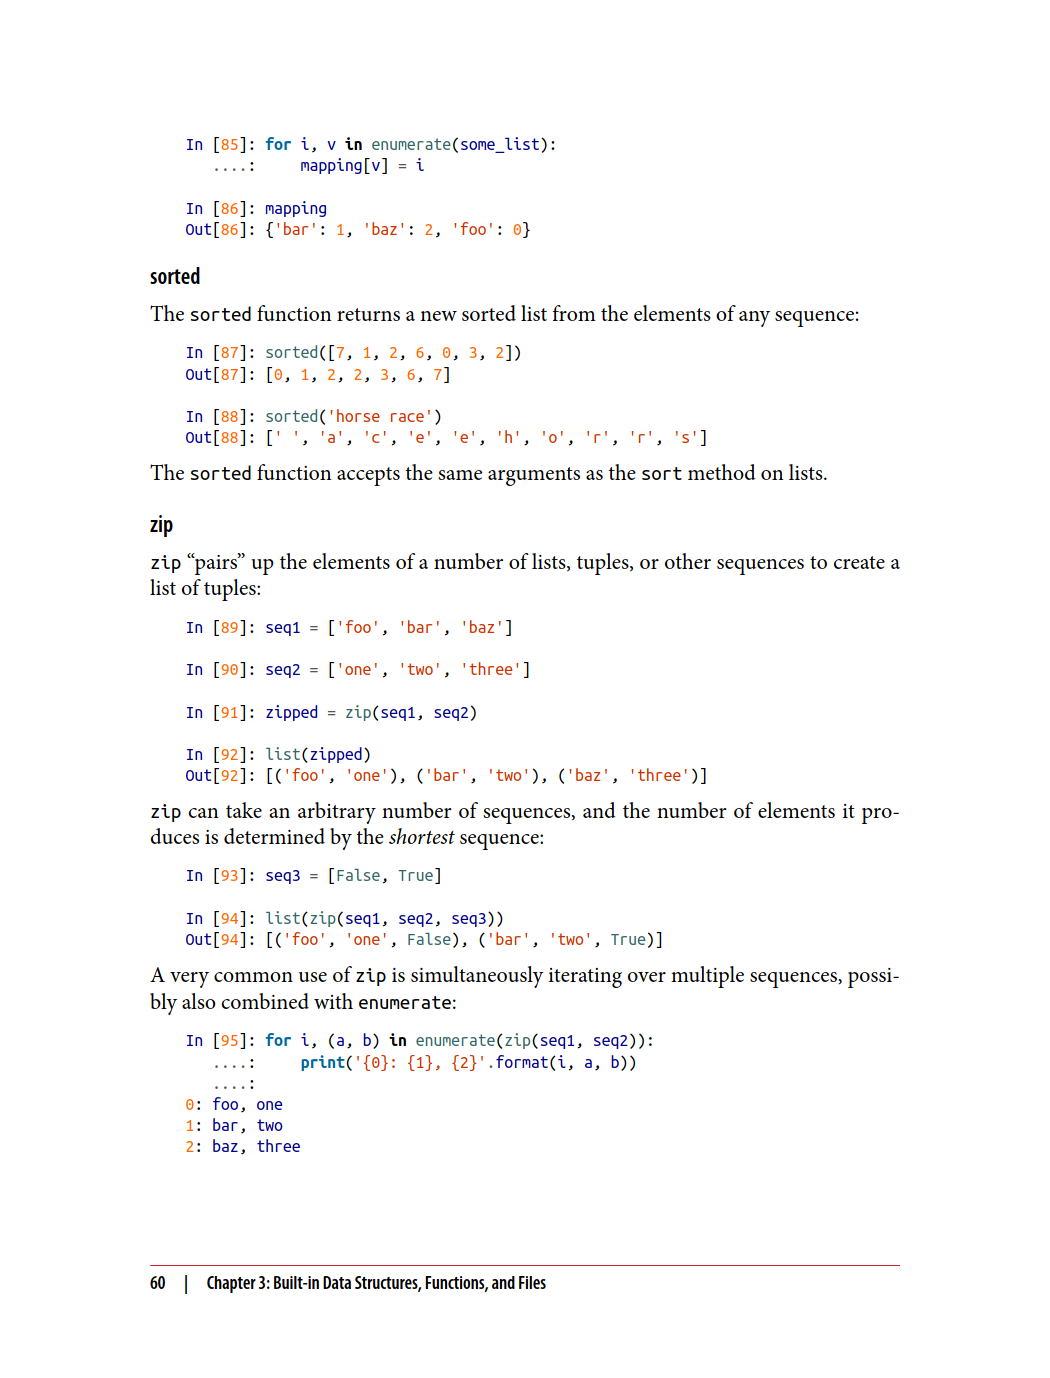 In [85]: for i, v in enumerate(some_list):
   ....:     mapping[v] = i
In [86]: mapping
Out[86]: {'bar': 1, 'baz': 2, 'foo': 0}
sorted
The sorted function returns a new sorted list from the elements of any sequence:
In [87]: sorted([7, 1, 2, 6, 0, 3, 2])
Out[87]: [0, 1, 2, 2, 3, 6, 7]
In [88]: sorted('horse race')
Out[88]: [' ', 'a', 'c', 'e', 'e', 'h', 'o', 'r', 'r', 's']
The sorted function accepts the same arguments as the sort method on lists.
zip
zip “pairs” up the elements of a number of lists, tuples, or other sequences to create a
list of tuples:
In [89]: seq1 = ['foo', 'bar', 'baz']
In [90]: seq2 = ['one', 'two', 'three']
In [91]: zipped = zip(seq1, seq2)
In [92]: list(zipped)
Out[92]: [('foo', 'one'), ('bar', 'two'), ('baz', 'three')]
zip can take an arbitrary number of sequences, and the number of elements it pro-
duces is determined by the shortest sequence:
In [93]: seq3 = [False, True]
In [94]: list(zip(seq1, seq2, seq3))
Out[94]: [('foo', 'one', False), ('bar', 'two', True)]
A very common use of zip is simultaneously iterating over multiple sequences, possi-
bly also combined with enumerate:
In [95]: for i, (a, b) in enumerate(zip(seq1, seq2)):
   ....:     print('{0}: {1}, {2}'.format(i, a, b))
   ....:
0: foo, one
1: bar, two
2: baz, three
60 | Chapter 3: Built-in Data Structures, Functions, and Files